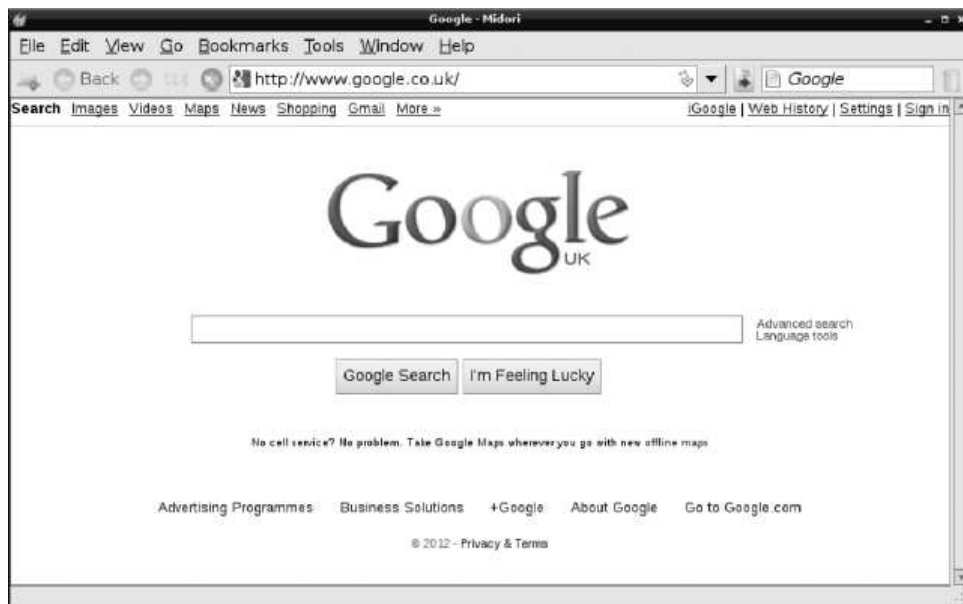 Google - Midori
File Edit View Go Bookmarks Tools Window Help
Back http://www.google.co.uk/ Google
Search Images Videos Maps News Shopping Gmail More » iGoogle | Web History | Settings | Sign in
Google
UK
Advanced search
Language tools
Google Search I'm Feeling Lucky
No cell service? No problem. Take Google Maps wherever you go with new offline maps
Advertising Programmes Business Solutions +Google About Google Go to Google.com
© 2012 - Privacy & Terms